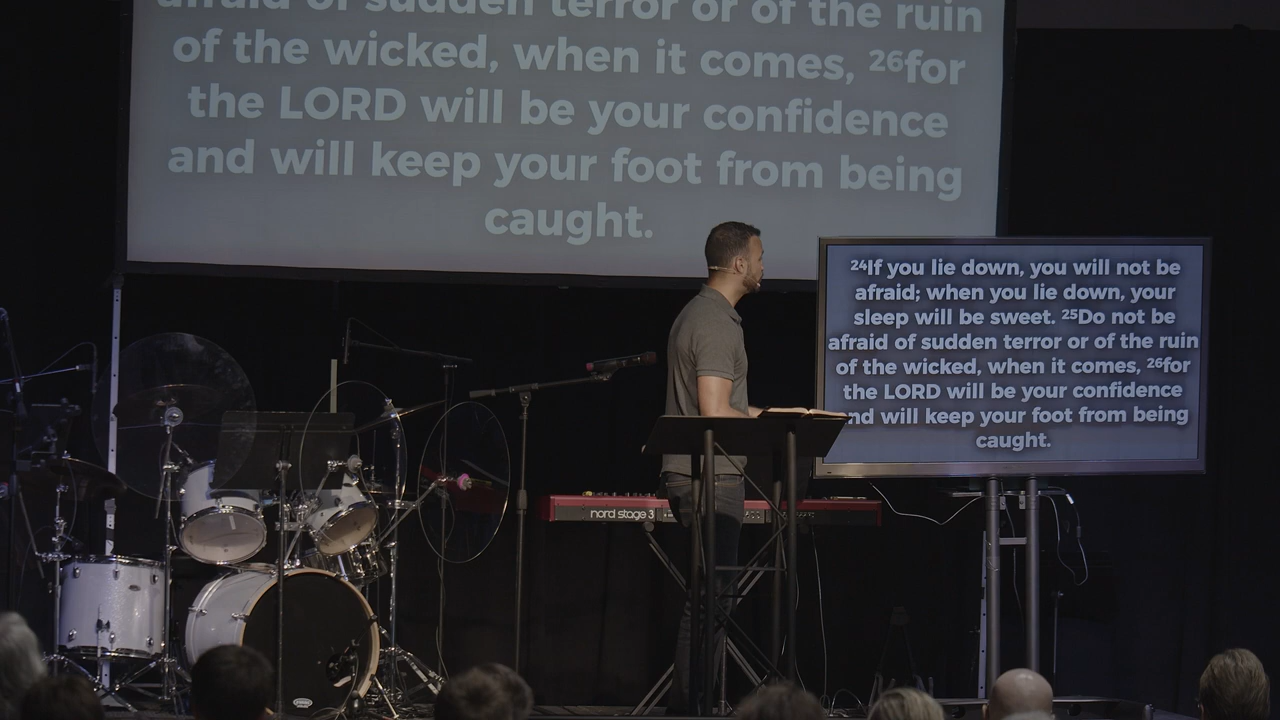 afraid of sudden terror or of the ruin
of the wicked, when it comes, ²⁶for
the LORD will be your confidence
and will keep your foot from being
caught.
²⁴If you lie down, you will not be
afraid; when you lie down, your
sleep will be sweet. ²⁵Do not be
afraid of sudden terror or of the ruin
of the wicked, when it comes, ²⁶for
the LORD will be your confidence
and will keep your foot from being
caught.
nord stage 3